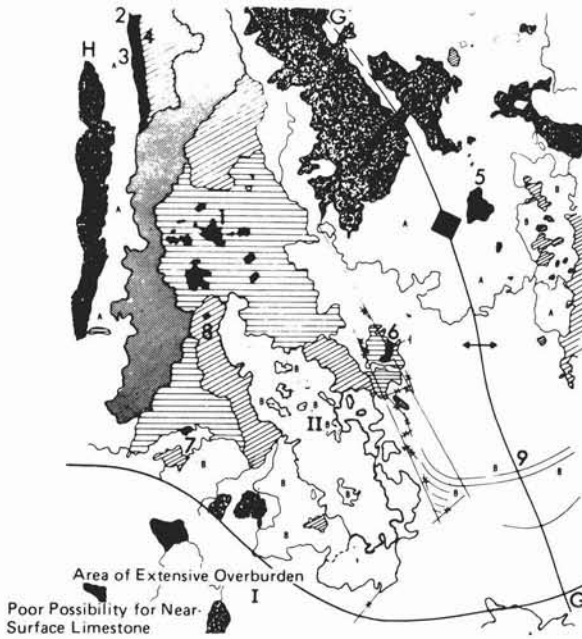 G
2
4
H
3
5
1
6
8
II
7
9
Area of Extensive Overburden
I
G
Poor Possibility for Near-
Surface Limestone
A
A
A
A
A
A
B
B
B
B
B
B
B
B
B
B
B
B
B